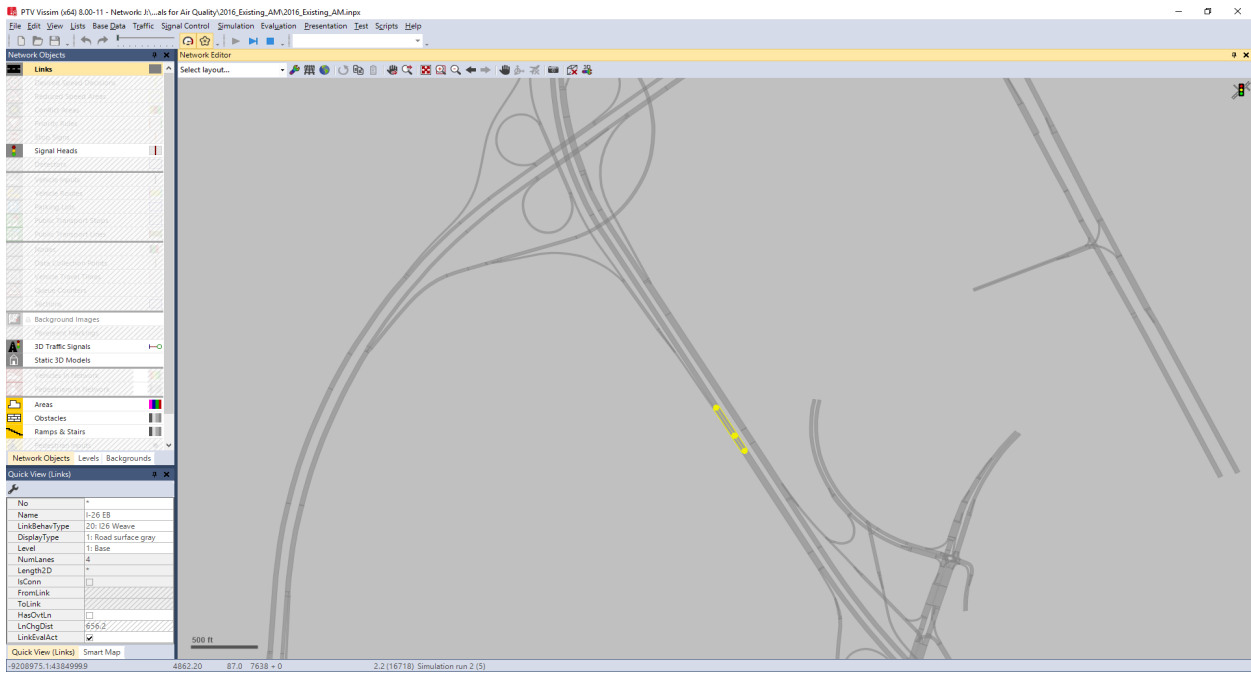 PTV Vissim (x64) 8.00-11 - Network: J:\...als for Air Quality\2016_Existing_AM\2016_Existing_AM.inpx
File Edit View Lists Base Data Traffic Signal Control Simulation Evaluation Presentation Test Scripts Help
Network Objects
Network Editor
Links
Select layout...
Signal Heads
Background Images
3D Traffic Signals
Static 3D Models
Areas
Obstacles
Ramps & Stairs
Network Objects Levels Backgrounds
Quick View (Links)
No *
Name I-26 EB
LinkBehavType 20: I26 Weave
DisplayType 1: Road surface gray
Level 1: Base
NumLanes 4
Length2D *
IsConn
FromLink
ToLink
HasOvtLn
LnChgDist 656.2
LinkEvalAct
500 ft
Quick View (Links) Smart Map
-9208975.1:4384999.9 4862.20 87.0 7638 + 0 2.2 (16718) Simulation run 2 (5)